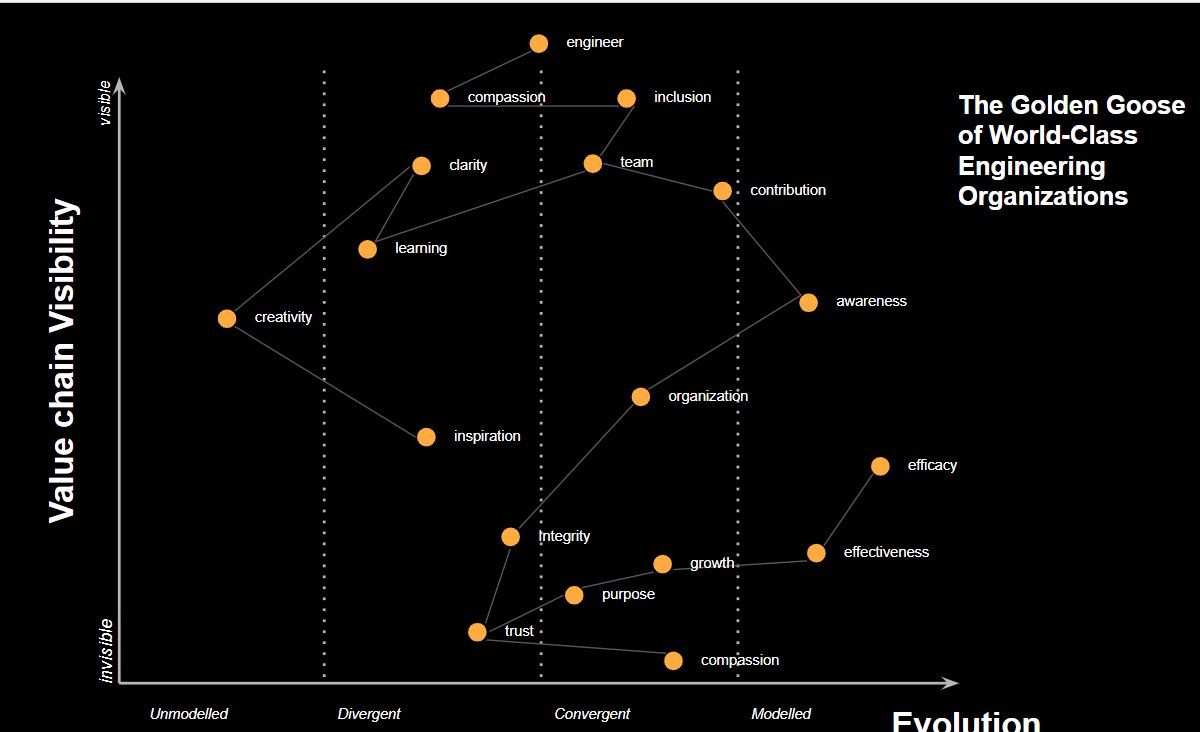 engineer
visible
compassion
inclusion
The Golden Goose
of World-Class
Engineering
Organizations
clarity
team
contribution
Value chain Visibility
learning
creativity
awareness
organization
inspiration
efficacy
Integrity
effectiveness
growth
purpose
trust
invisible
compassion
Unmodelled
Divergent
Convergent
Modelled
Evolution